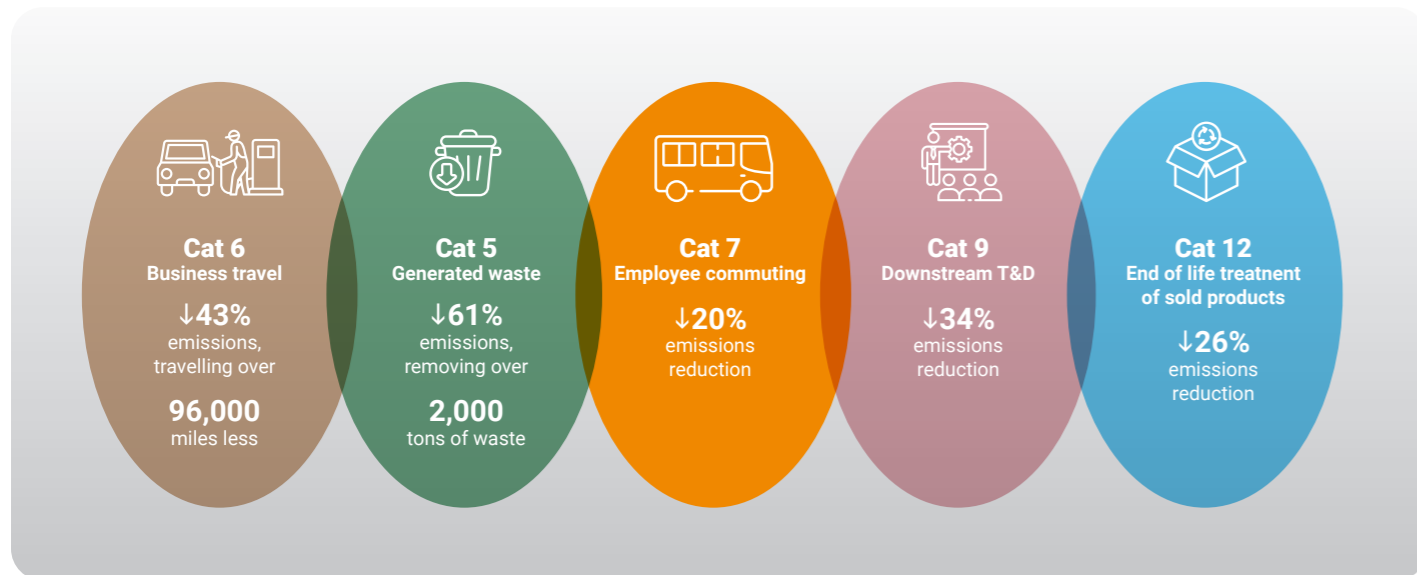 Cat 6
Business travel
↓43%
emissions,
travelling over
96,000
miles less
Cat 5
Generated waste
↓61%
emissions,
removing over
2,000
tons of waste
Cat 7
Employee commuting
↓20%
emissions
reduction
Cat 9
Downstream T&D
↓34%
emissions
reduction
Cat 12
End of life treatnent
of sold products
↓26%
emissions
reduction